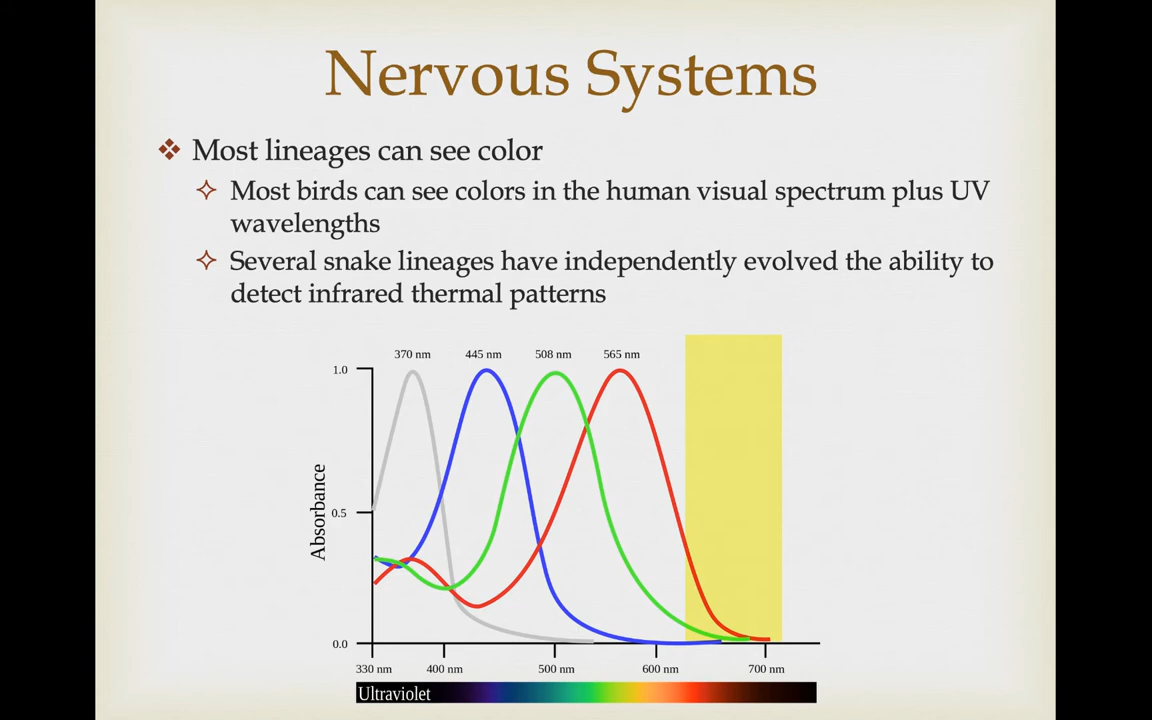 Nervous Systems
Most lineages can see color
Most birds can see colors in the human visual spectrum plus UV
wavelengths
Several snake lineages have independently evolved the ability to
detect infrared thermal patterns
370 nm 445 nm 508 nm 565 nm
1.0
0.5
0.0
Absorbance
330 nm 400 nm 500 nm 600 nm 700 nm
Ultraviolet